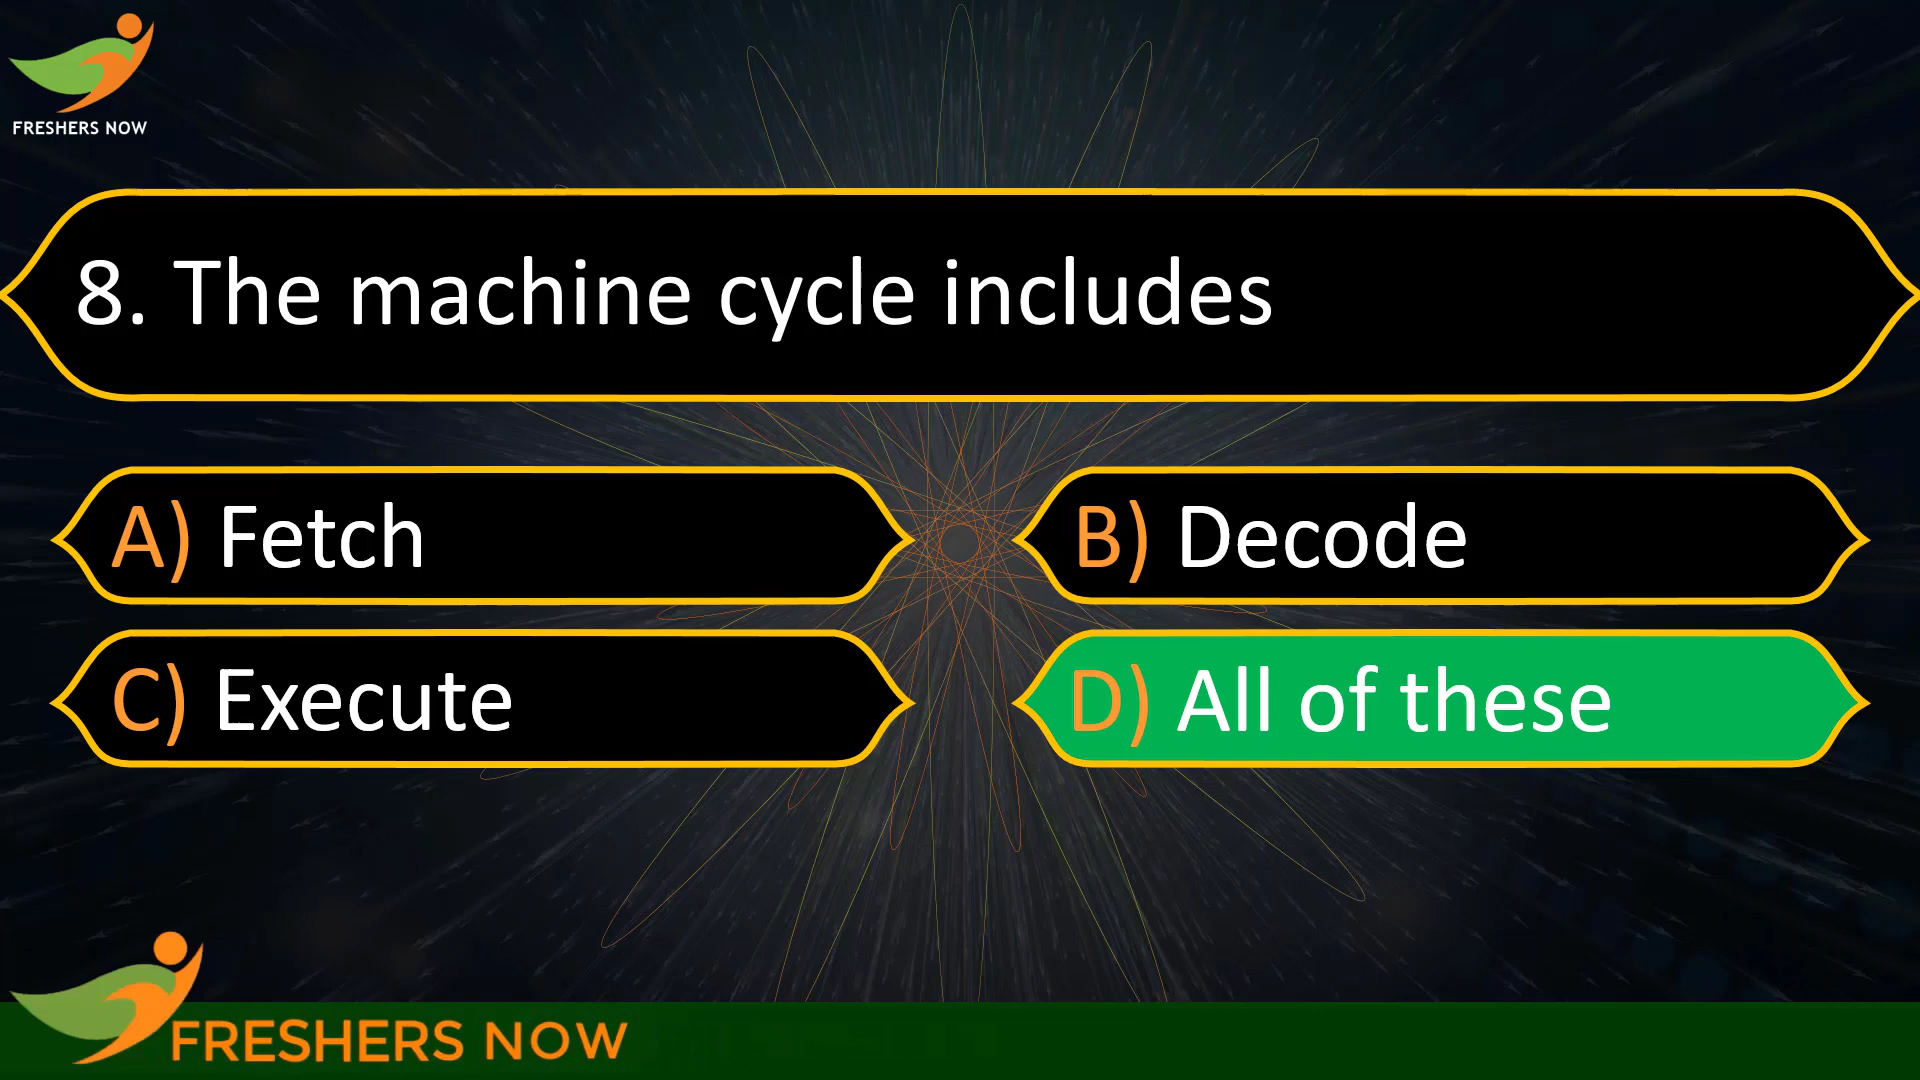 FRESHERS NOW
8. The machine cycle includes
A) Fetch
B) Decode
C) Execute
D) All of these
FRESHERS NOW